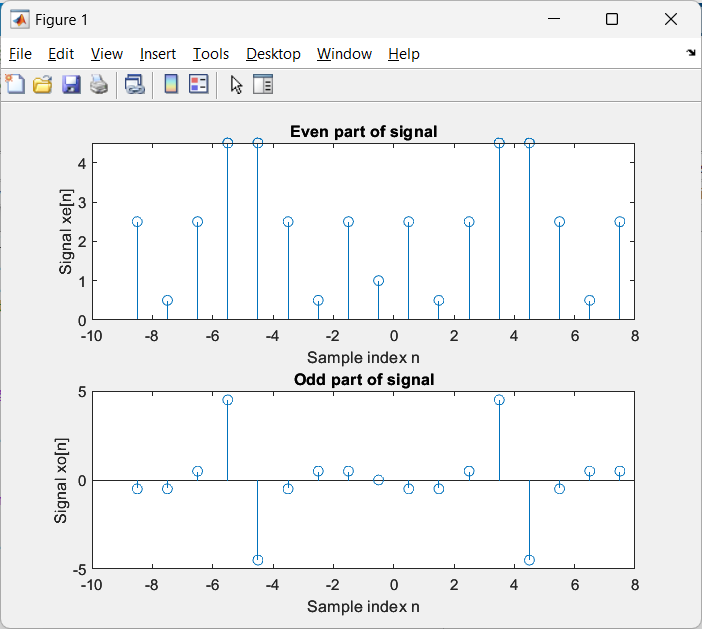 Figure 1
File Edit View Insert Tools Desktop Window Help
Even part of signal
Signal xe[n]
4
3
2
1
0
-10 -8 -6 -4 -2 0 2 4 6 8
Sample index n
Odd part of signal
Signal xo[n]
5
0
-5
-10 -8 -6 -4 -2 0 2 4 6 8
Sample index n